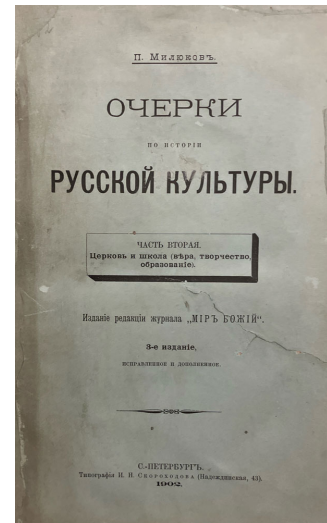 П. Милюковъ.
ОЧЕРКИ
ПО ИСТОРІИ
РУССКОЙ КУЛЬТУРЫ.
ЧАСТЬ ВТОРАЯ.
Церковь и школа (вѣра, творчество,
образованіе).
Изданіе редакціи журнала „МІРЪ БОЖІЙ“.
3-е изданіе,
ИСПРАВЛЕННОЕ И ДОПОЛНЕННОЕ.
С.-ПЕТЕРБУРГЪ.
Типографія И. Н. Скороходова (Надеждинская, 43).
1902.